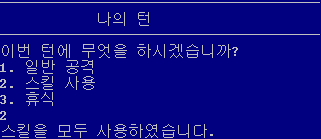 나의 턴
이번 턴에 무엇을 하시겠습니까?
1. 일반 공격
2. 스킬 사용
3. 휴식
2
스킬을 모두 사용하였습니다.